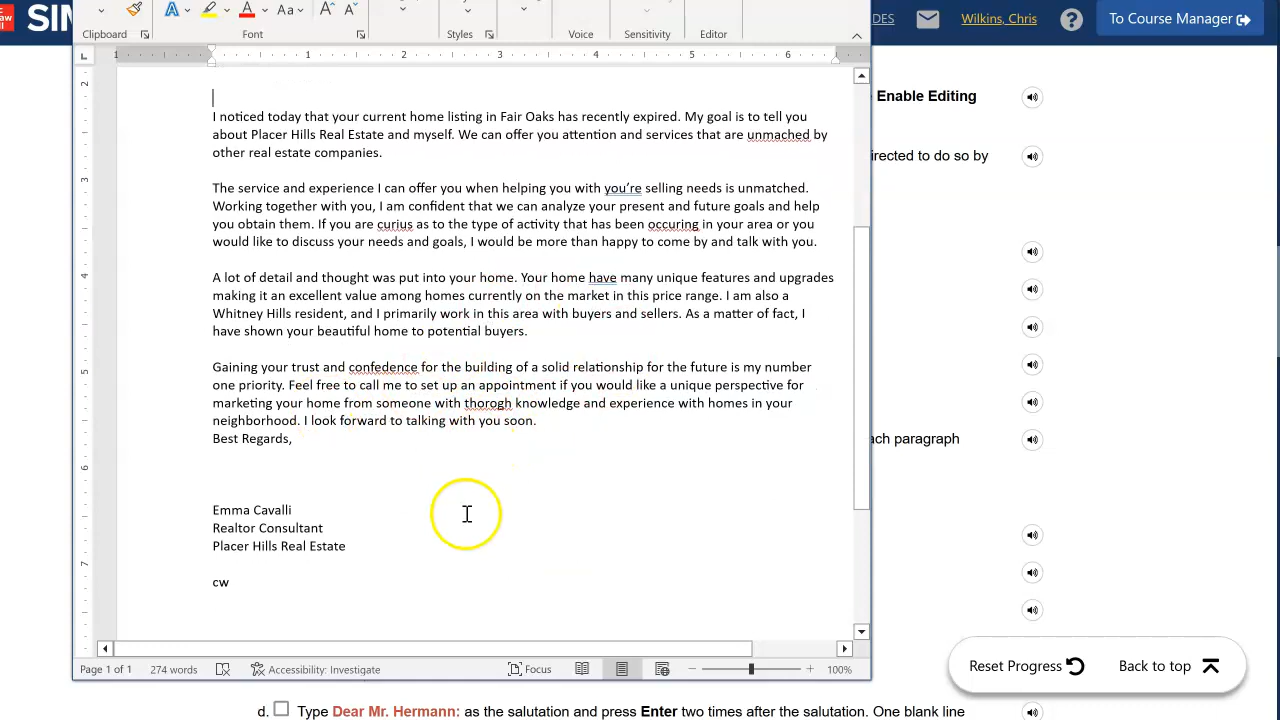 SIM
DES
Wilkins, Chris
?
To Course Manager
A
A
Aa
A
A
Clipboard
Font
Styles
Voice
Sensitivity
Editor
1 1 2 3 4 5 6
2
Enable Editing
I noticed today that your current home listing in Fair Oaks has recently expired. My goal is to tell you
about Placer Hills Real Estate and myself. We can offer you attention and services that are unmached by
other real estate companies.
irected to do so by
3
The service and experience I can offer you when helping you with you're selling needs is unmatched.
Working together with you, I am confident that we can analyze your present and future goals and help
you obtain them. If you are curius as to the type of activity that has been occuring in your area or you
would like to discuss your needs and goals, I would be more than happy to come by and talk with you.
4
A lot of detail and thought was put into your home. Your home have many unique features and upgrades
making it an excellent value among homes currently on the market in this price range. I am also a
Whitney Hills resident, and I primarily work in this area with buyers and sellers. As a matter of fact, I
have shown your beautiful home to potential buyers.
5
Gaining your trust and confedence for the building of a solid relationship for the future is my number
one priority. Feel free to call me to set up an appointment if you would like a unique perspective for
marketing your home from someone with thorogh knowledge and experience with homes in your
neighborhood. I look forward to talking with you soon.
Best Regards,
ach paragraph
6
Emma Cavalli
Realtor Consultant
Placer Hills Real Estate
7
cw
Page 1 of 1
274 words
Accessibility: Investigate
Focus
100%
Reset Progress
Back to top
d. Type Dear Mr. Hermann: as the salutation and press Enter two times after the salutation. One blank line